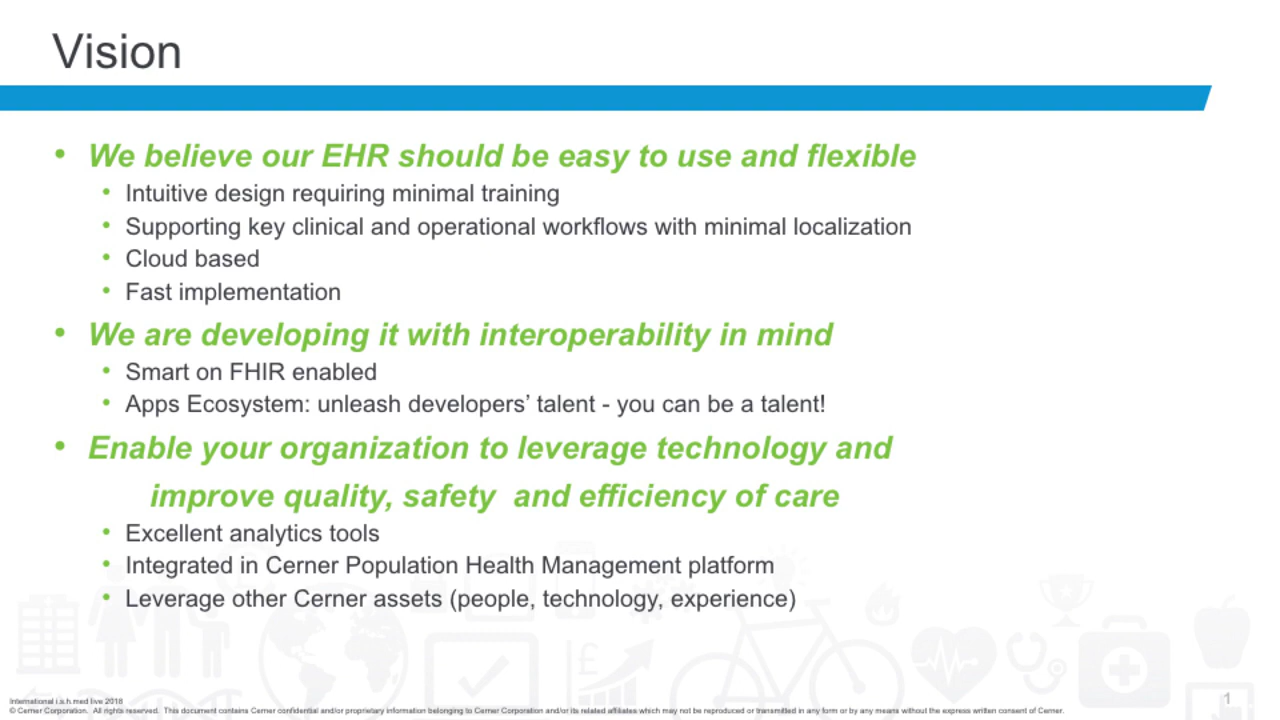 Vision
• We believe our EHR should be easy to use and flexible
• Intuitive design requiring minimal training
• Supporting key clinical and operational workflows with minimal localization
• Cloud based
• Fast implementation
• We are developing it with interoperability in mind
• Smart on FHIR enabled
• Apps Ecosystem: unleash developers’ talent - you can be a talent!
• Enable your organization to leverage technology and
improve quality, safety  and efficiency of care
• Excellent analytics tools
• Integrated in Cerner Population Health Management platform
• Leverage other Cerner assets (people, technology, experience)
£
International i.s.h.med live 2018
© Cerner Corporation.  All rights reserved.  This document contains Cerner confidential and/or proprietary information belonging to Cerner Corporation and/or its related affiliates which may not be reproduced or transmitted in any form or by any means without the express written consent of Cerner.
1